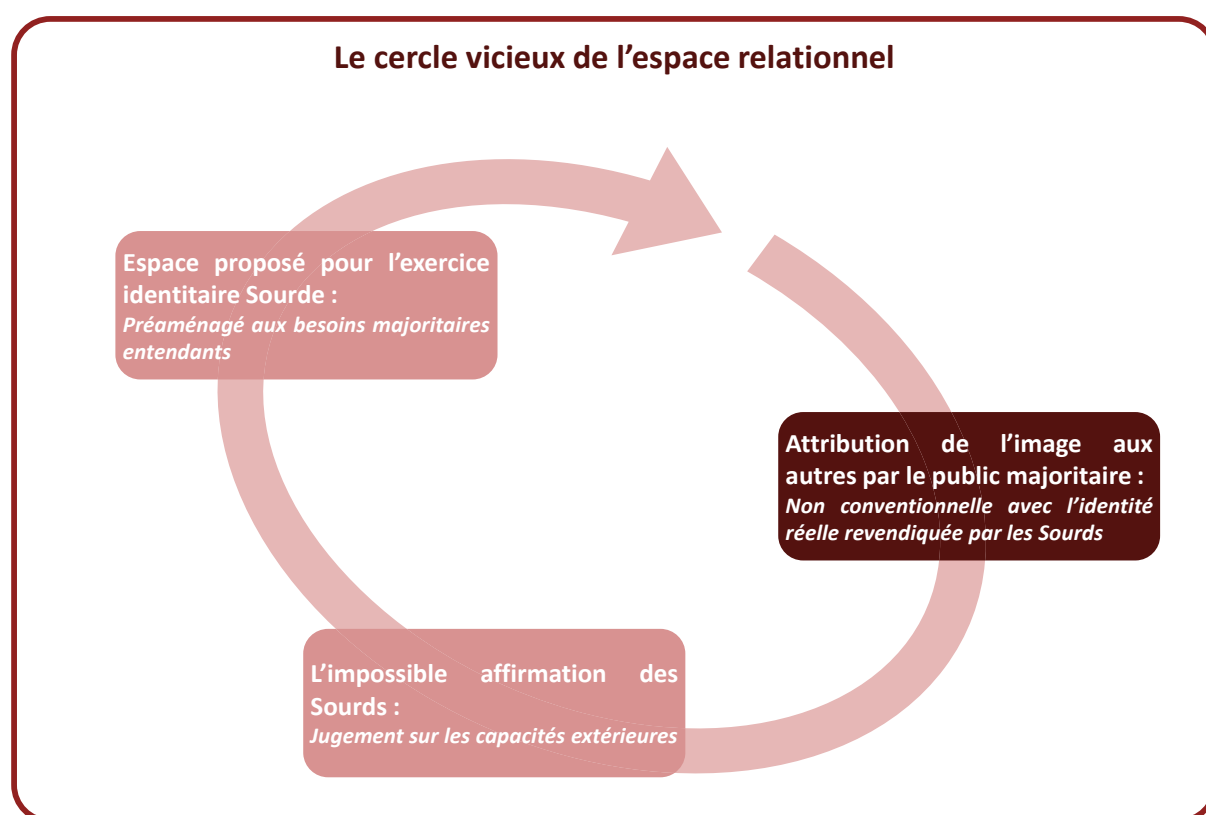 Le cercle vicieux de l’espace relationnel
Espace proposé pour l’exercice
identitaire Sourde :
Préaménagé aux besoins majoritaires
entendants
Attribution de l’image aux
autres par le public majoritaire :
Non conventionnelle avec l’identité
réelle revendiquée par les Sourds
L’impossible affirmation des
Sourds :
Jugement sur les capacités extérieures